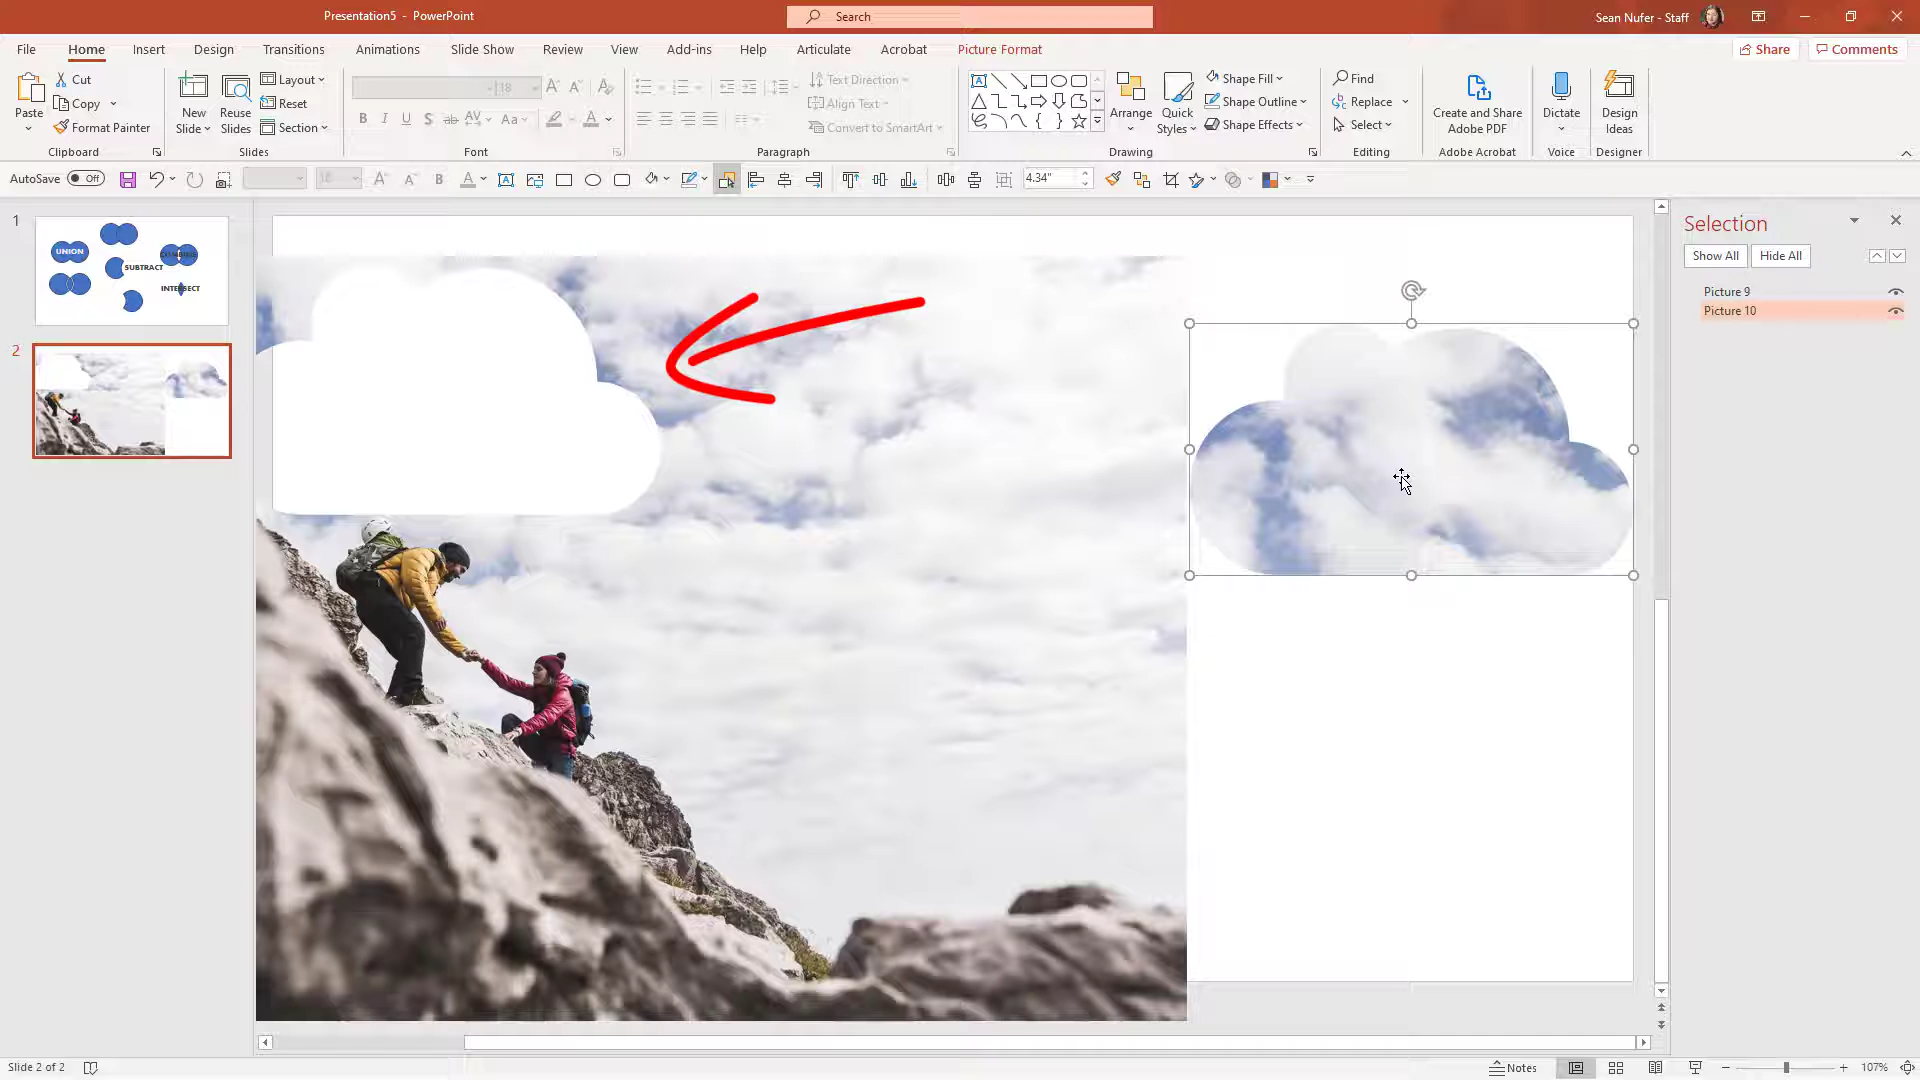 Presentation5 - PowerPoint
Search
Sean Nufer - Staff
File Home Insert Design Transitions Animations Slide Show Review View Add-ins Help Articulate Acrobat Picture Format
Share Comments
Paste
Cut
Copy
Format Painter
Clipboard
New Slide
Reuse Slides
Layout
Reset
Section
Slides
18
Font
Text Direction
Align Text
Convert to SmartArt
Paragraph
Arrange
Quick Styles
Shape Fill
Shape Outline
Shape Effects
Drawing
Find
Replace
Select
Editing
Create and Share Adobe PDF
Adobe Acrobat
Dictate
Voice
Design Ideas
Designer
AutoSave Off
4.34"
1
UNION
SUBTRACT
INTERSECT
2
Selection
Show All Hide All
Picture 9
Picture 10
Slide 2 of 2
Notes
107%